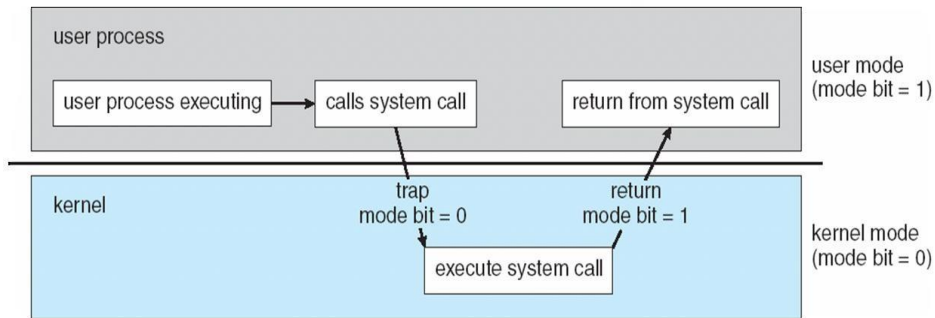 user process
user process executing
calls system call
return from system call
user mode
(mode bit = 1)
trap
mode bit = 0
return
mode bit = 1
kernel
execute system call
kernel mode
(mode bit = 0)